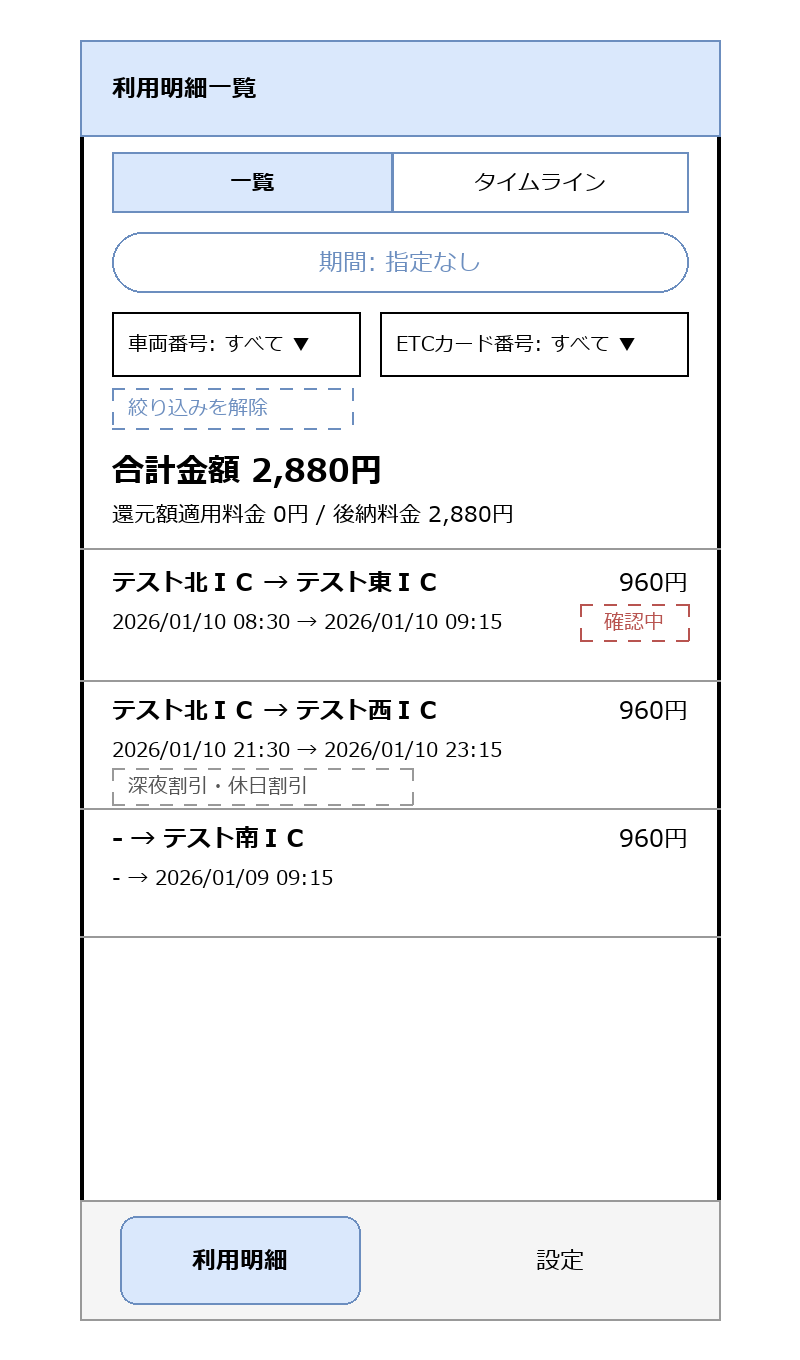 利用明細一覧
一覧 タイムライン
期間: 指定なし
車両番号: すべて ▼ ETCカード番号: すべて ▼
絞り込みを解除
合計金額 2,880円
還元額適用料金 0円 / 後納料金 2,880円
テスト北ＩＣ → テスト東ＩＣ 960円
2026/01/10 08:30 → 2026/01/10 09:15 確認中
テスト北ＩＣ → テスト西ＩＣ 960円
2026/01/10 21:30 → 2026/01/10 23:15
深夜割引・休日割引
- → テスト南ＩＣ 960円
- → 2026/01/09 09:15
利用明細 設定